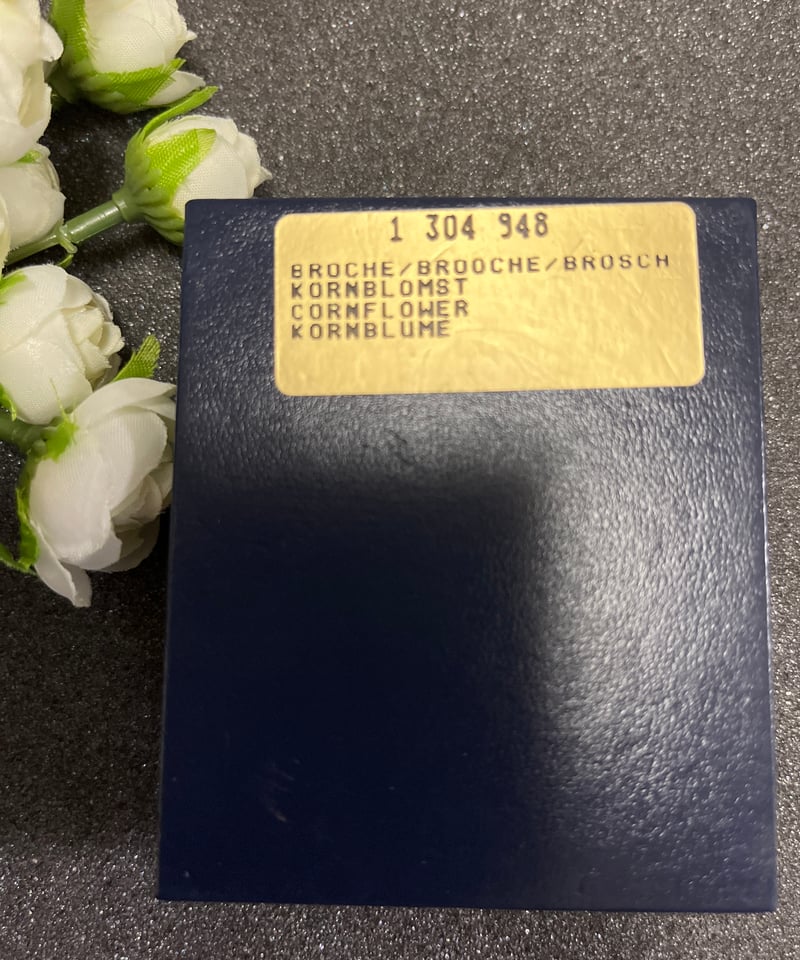 1 304 948
BROCHE/BROOCHE/BROSCH
KORNBLOMST
CORNFLOWER
KORNBLUME